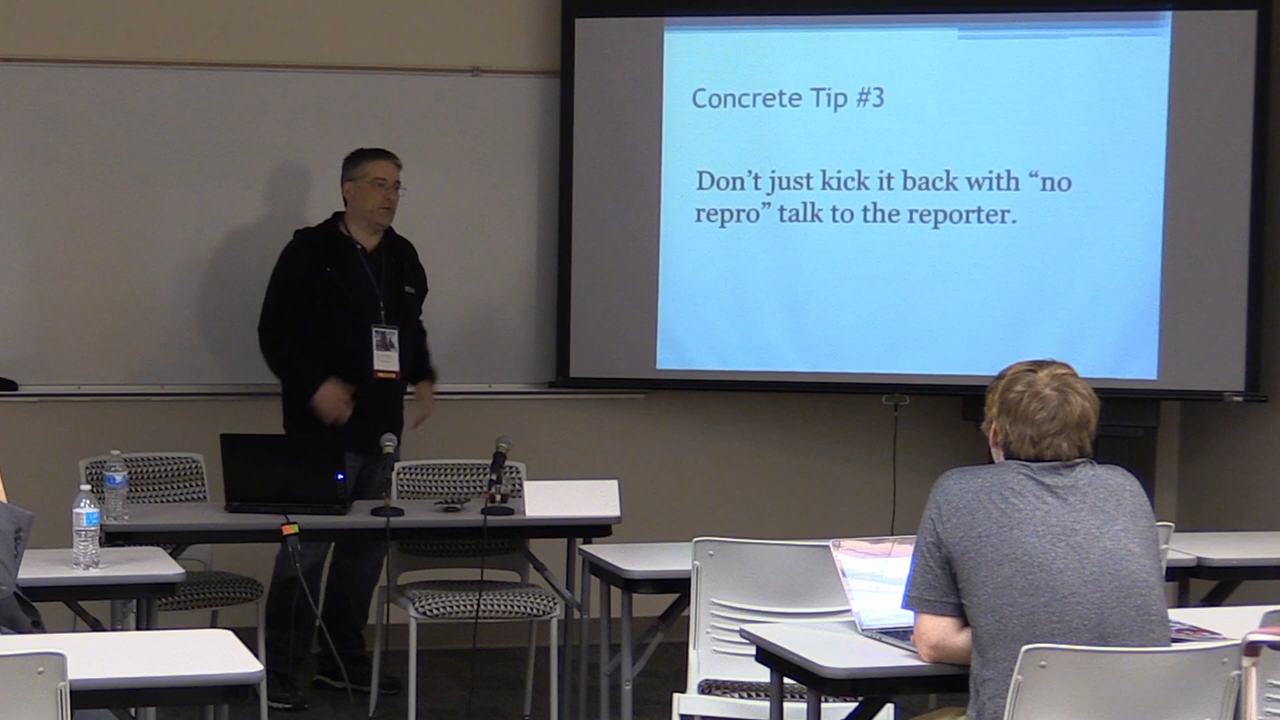 Concrete Tip #3
Don’t just kick it back with “no
repro” talk to the reporter.